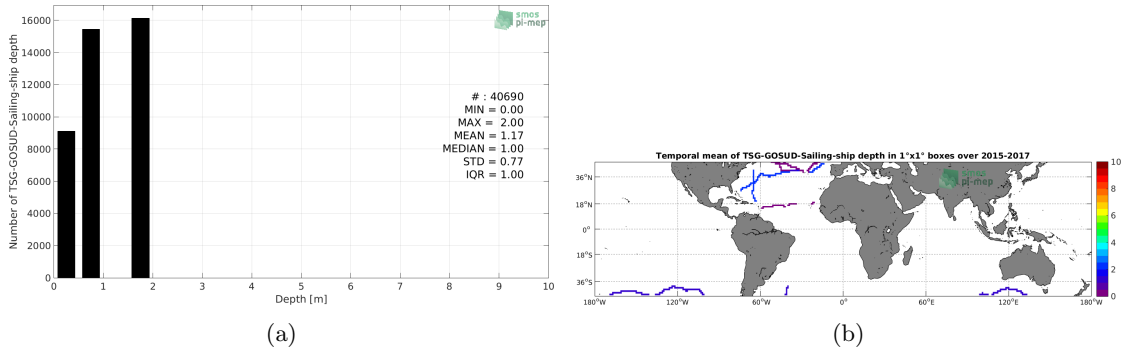 smos
pi-mep
Number of TSG-GOSUD-Sailing-ship depth
16000
14000
12000
10000
8000
6000
4000
2000
0
# : 40690
MIN = 0.00
MAX = 2.00
MEAN = 1.17
MEDIAN = 1.00
STD = 0.77
IQR = 1.00
0 1 2 3 4 5 6 7 8 9 10
Depth [m]
(a)
Temporal mean of TSG-GOSUD-Sailing-ship depth in 1°x1° boxes over 2015-2017
smos
pi-mep
36°N
18°N
0°
18°S
36°S
180°W 120°W 60°W 0° 60°E 120°E 180°W
10
8
6
4
2
0
(b)